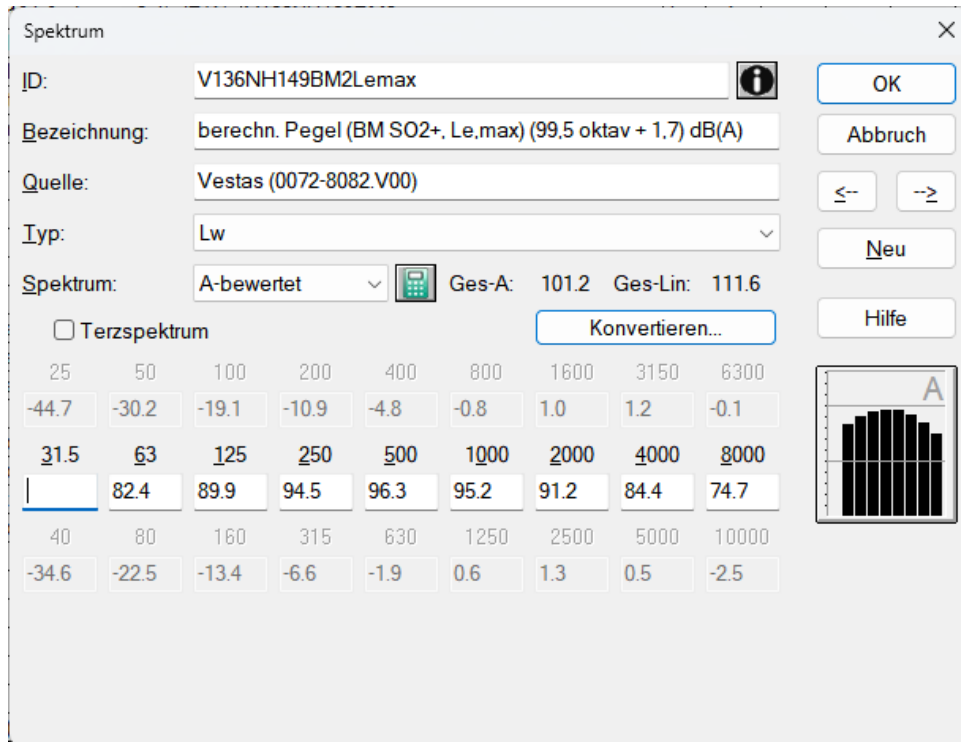 Spektrum
ID: V136NH149BM2Lemax OK
Bezeichnung: berechn. Pegel (BM SO2+, Le,max) (99,5 oktav + 1,7) dB(A) Abbruch
Quelle: Vestas (0072-8082.V00) <-- -->
Typ: Lw Neu
Spektrum: A-bewertet Ges-A: 101.2 Ges-Lin: 111.6
Terzspektrum Konvertieren... Hilfe
25 50 100 200 400 800 1600 3150 6300
-44.7 -30.2 -19.1 -10.9 -4.8 -0.8 1.0 1.2 -0.1
A
31.5 63 125 250 500 1000 2000 4000 8000
82.4 89.9 94.5 96.3 95.2 91.2 84.4 74.7
40 80 160 315 630 1250 2500 5000 10000
-34.6 -22.5 -13.4 -6.6 -1.9 0.6 1.3 0.5 -2.5